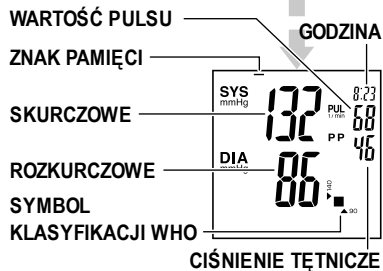 WARTOŚĆ PULSU
GODZINA
ZNAK PAMIĘCI
SYS
mmHg
132
8:23
PUL
1/min
68
SKURCZOWE
PP
46
DIA
mmHg
86
ROZKURCZOWE
140
90
SYMBOL
KLASYFIKACJI WHO
CIŚNIENIE TĘTNICZE